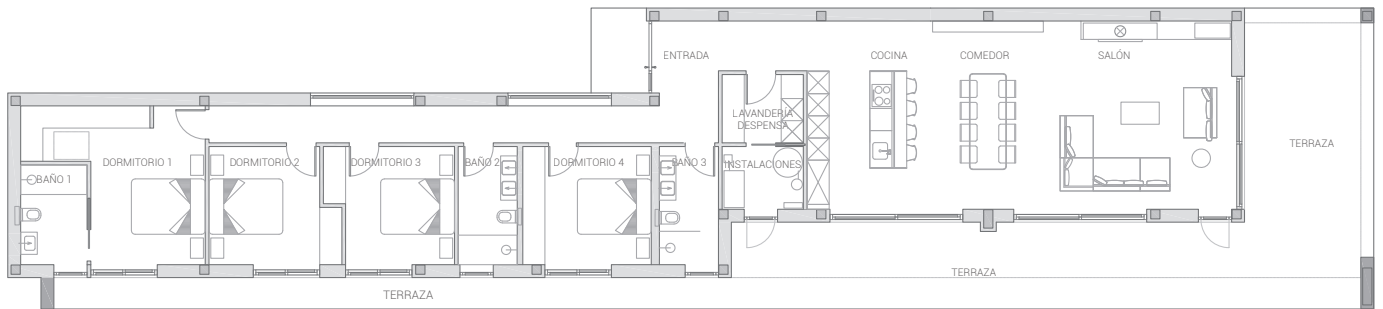 ENTRADA
COCINA
COMEDOR
SALÓN
LAVANDERÍA
DESPENSA
TERRAZA
DORMITORIO 1
DORMITORIO 2
DORMITORIO 3
BAÑO 2
DORMITORIO 4
BAÑO 3
INSTALACIONES
BAÑO 1
TERRAZA
TERRAZA